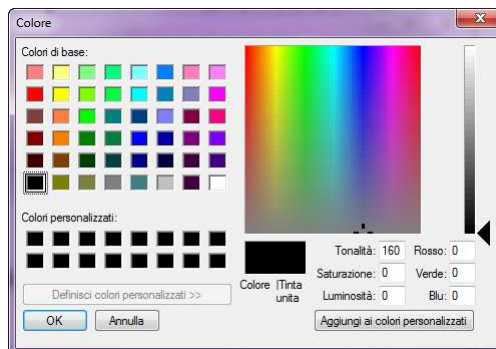 Colore
Colori di base:
Colori personalizzati:
Definisci colori personalizzati >>
OK
Annulla
Colore |Tinta
unita
Tonalità: 160
Saturazione: 0
Luminosità: 0
Rosso: 0
Verde: 0
Blu: 0
Aggiungi ai colori personalizzati